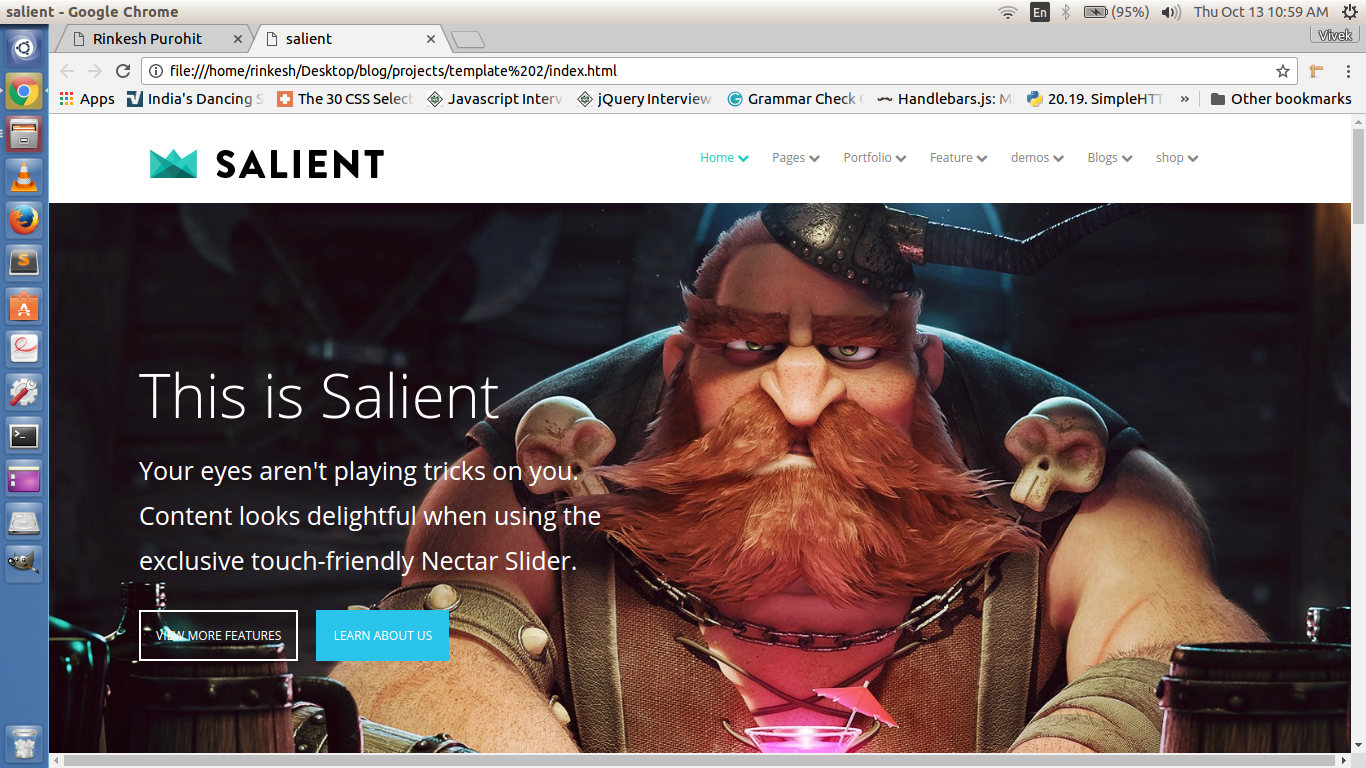 salient - Google Chrome
En
(95%)
Thu Oct 13 10:59 AM
Rinkesh Purohit
salient
Vivek
file:///home/rinkesh/Desktop/blog/projects/template%202/index.html
Apps
India's Dancing S
The 30 CSS Select
Javascript Interv
jQuery Interview
Grammar Check
Handlebars.js: M
20.19. SimpleHTT
»
Other bookmarks
SALIENT
Home
Pages
Portfolio
Feature
demos
Blogs
shop
This is Salient
Your eyes aren't playing tricks on you.
Content looks delightful when using the
exclusive touch-friendly Nectar Slider.
VIEW MORE FEATURES
LEARN ABOUT US